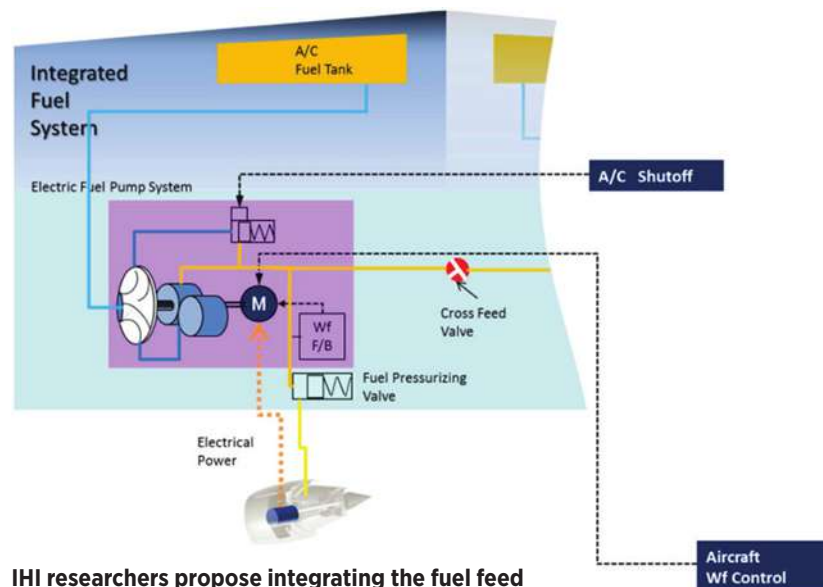 A/C
Fuel Tank
Integrated
Fuel
System
Electric Fuel Pump System
A/C Shutoff
M
Wf
F/B
Cross Feed
Valve
Fuel Pressurizing
Valve
Electrical
Power
Aircraft
Wf Control
IHI researchers propose integrating the fuel feed